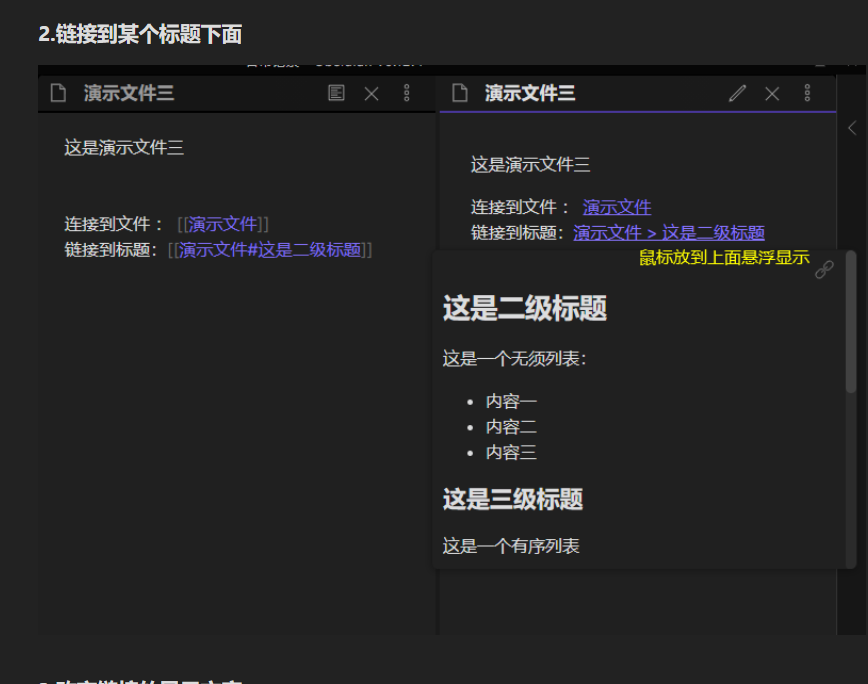 2.链接到某个标题下面
演示文件三
演示文件三
这是演示文件三
连接到文件： [[演示文件]]
链接到标题：[[演示文件#这是二级标题]]
这是演示文件三
连接到文件： 演示文件
链接到标题：演示文件 > 这是二级标题
鼠标放到上面悬浮显示
这是二级标题
这是一个无须列表：
• 内容一
• 内容二
• 内容三
这是三级标题
这是一个有序列表